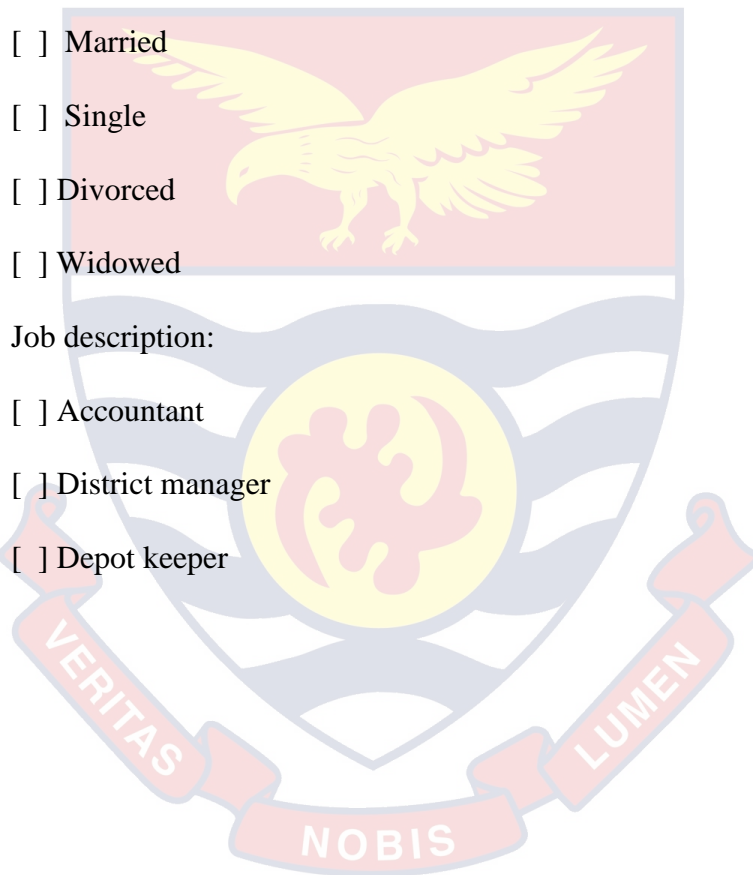 [ ] Married
[ ] Single
[ ] Divorced
[ ] Widowed
Job description:
[ ] Accountant
[ ] District manager
[ ] Depot keeper
VERITAS
NOBIS
LUMEN